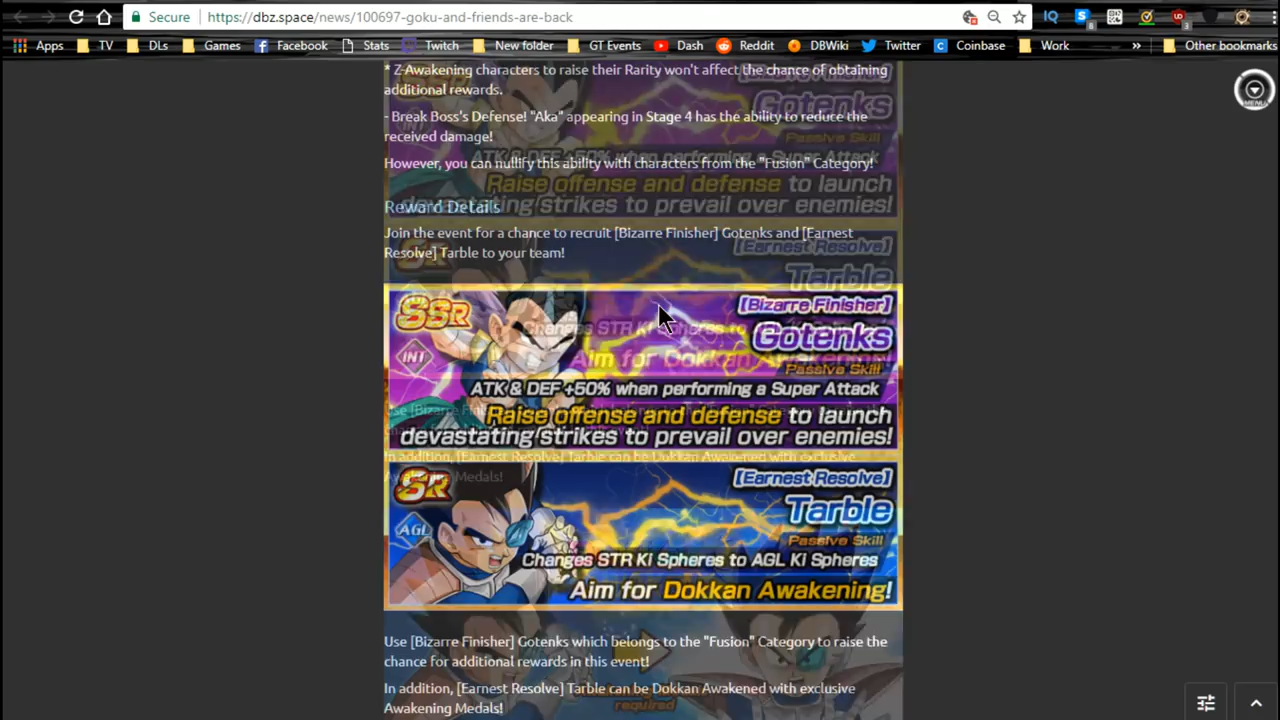 Secure
https://dbz.space/news/100697-goku-and-friends-are-back
IQ
8
UD
3
Apps
TV
DLs
Games
Facebook
Stats
Twitch
New folder
GT Events
Dash
Reddit
DBWiki
Twitter
Coinbase
Work
»
Other bookmarks
* Z-Awakening characters to raise their Rarity won't affect the chance of obtaining
additional rewards.
- Break Boss's Defense! "Aka" appearing in Stage 4 has the ability to reduce the
received damage!
However, you can nullify this ability with characters from the "Fusion" Category!
Reward Details
Join the event for a chance to recruit [Bizarre Finisher] Gotenks and [Earnest
Resolve] Tarble to your team!
MENU
SSR
INT
[Bizarre Finisher]
Gotenks
Passive Skill
ATK & DEF +50% when performing a Super Attack
Raise offense and defense to launch
devastating strikes to prevail over enemies!
SR
AGL
[Earnest Resolve]
Tarble
Passive Skill
Changes STR Ki Spheres to AGL Ki Spheres
Aim for Dokkan Awakening!
Use [Bizarre Finisher] Gotenks which belongs to the "Fusion" Category to raise the
chance for additional rewards in this event!
In addition, [Earnest Resolve] Tarble can be Dokkan Awakened with exclusive
Awakening Medals!
required